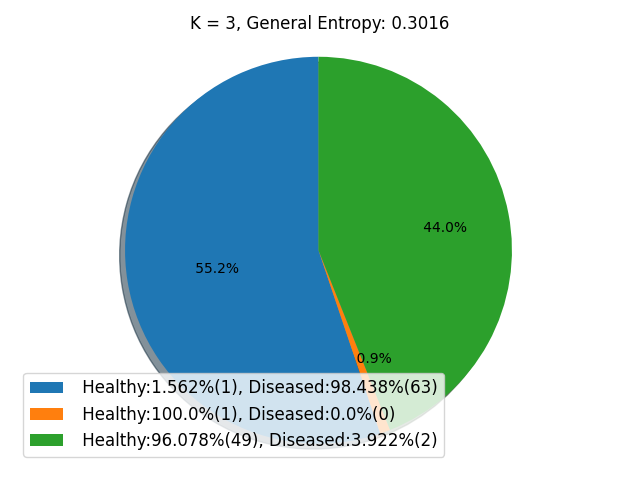 K = 3, General Entropy: 0.3016
44.0%
55.2%
0.9%
Healthy:1.562%(1), Diseased:98.438%(63)
Healthy:100.0%(1), Diseased:0.0%(0)
Healthy:96.078%(49), Diseased:3.922%(2)